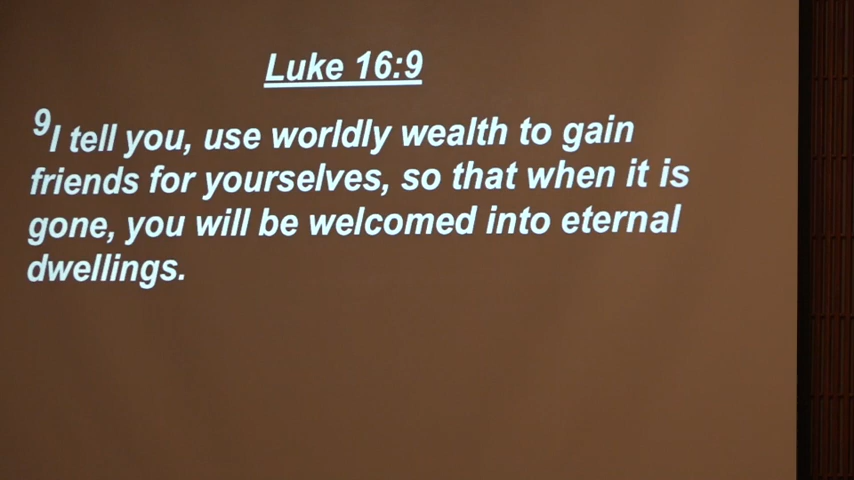 Luke 16:9
9I tell you, use worldly wealth to gain
friends for yourselves, so that when it is
gone, you will be welcomed into eternal
dwellings.